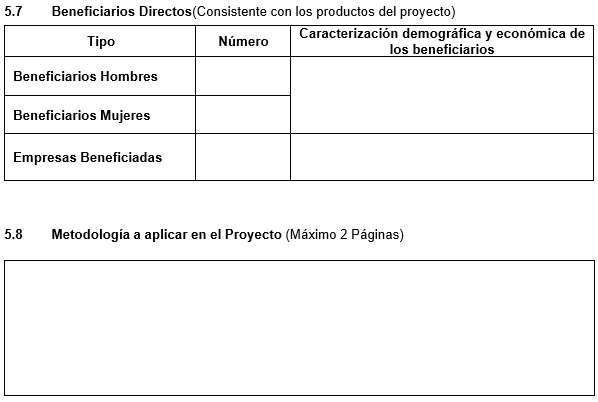 5.7 Beneficiarios Directos(Consistente con los productos del proyecto)
Tipo Número Caracterización demográfica y económica de
los beneficiarios
Beneficiarios Hombres
Beneficiarios Mujeres
Empresas Beneficiadas
5.8 Metodología a aplicar en el Proyecto (Máximo 2 Páginas)